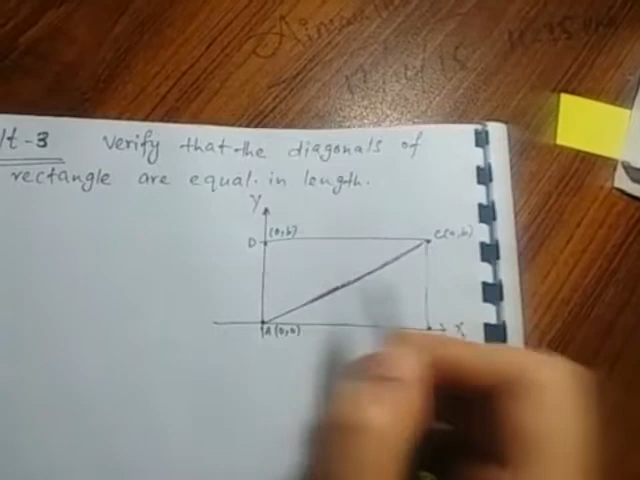 Verify that the diagonals of
rectangle are equal in length.
Y
D (0,b) C(a,b)
A(0,0) X